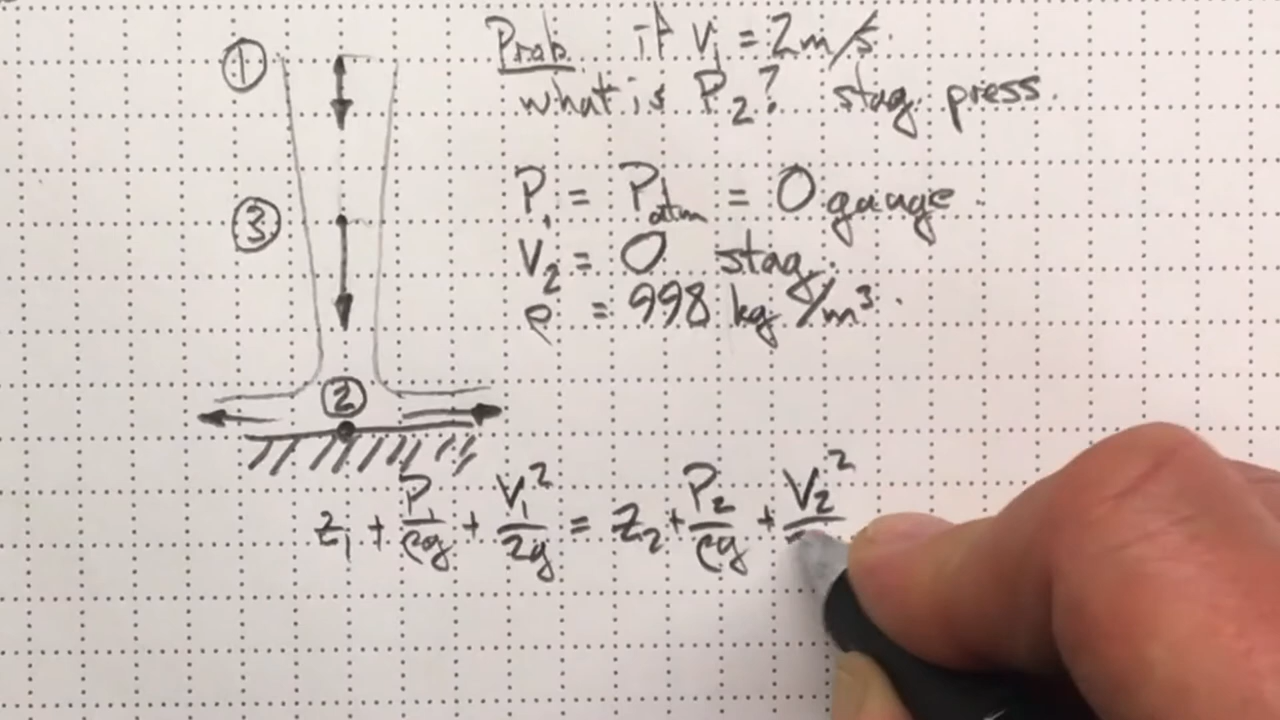 Prob. if V₁ = 2 m/s.
what is P₂? stag. press.
①
P₁ = Patm = 0 gauge.
③
V₂ = 0 stag.
ρ = 998 kg/m³.
②
z₁ + P₁/ρg + V₁²/2g = z₂ + P₂/ρg + V₂²/